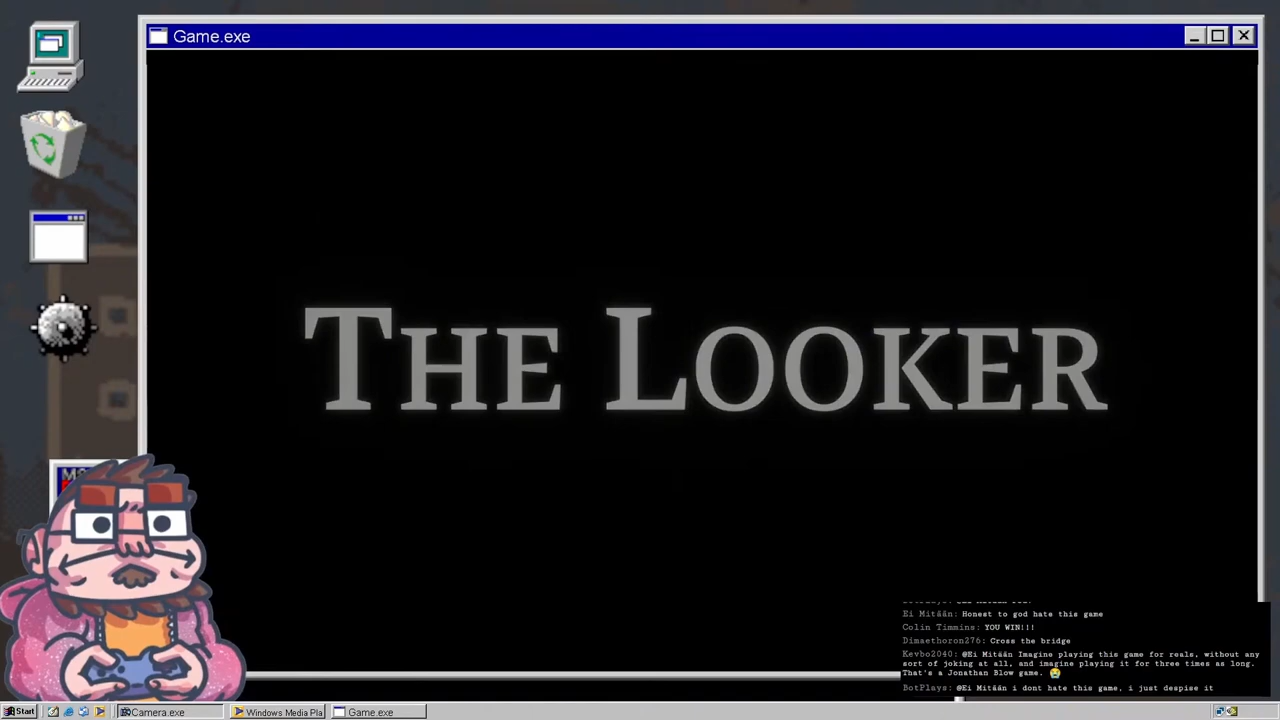 Game.exe
THE LOOKER
Ei Mitään: Honest to god hate this game
Colin Timmins: YOU WIN!!!
Dimaethoron276: Cross the bridge
Kevbo2040: @Ei Mitään Imagine playing this game for reals, without any
sort of joking at all, and imagine playing it for three times as long.
That's a Jonathan Blow game. 😭
BotPlays: @Ei Mitään i dont hate this game, i just despise it
Start
Camera.exe
Windows Media Pla
Game.exe